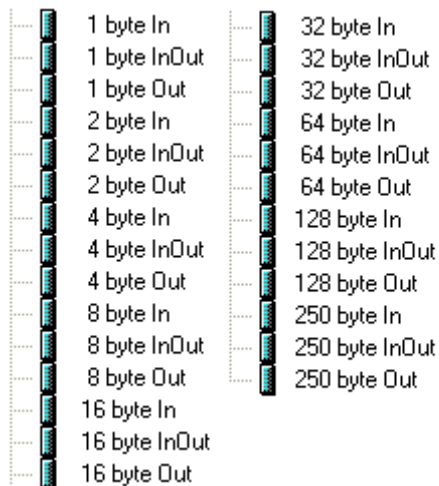 1 byte In
1 byte InOut
1 byte Out
2 byte In
2 byte InOut
2 byte Out
4 byte In
4 byte InOut
4 byte Out
8 byte In
8 byte InOut
8 byte Out
16 byte In
16 byte InOut
16 byte Out
32 byte In
32 byte InOut
32 byte Out
64 byte In
64 byte InOut
64 byte Out
128 byte In
128 byte InOut
128 byte Out
250 byte In
250 byte InOut
250 byte Out